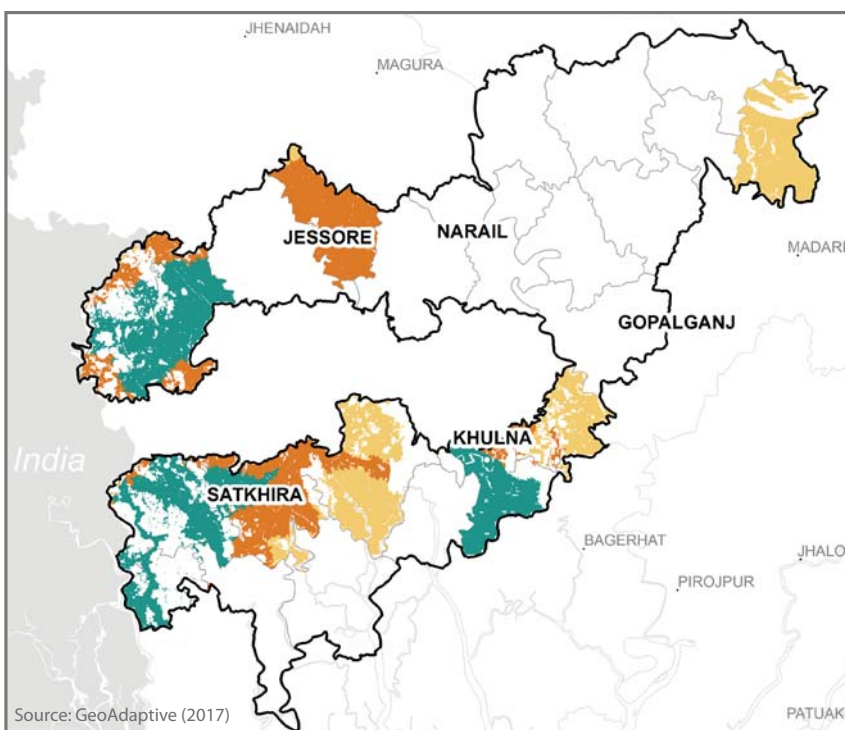 JHENAIDAH
MAGURA
JESSORE
NARAIL
MADARI
GOPALGANJ
KHULNA
India
SATKHIRA
BAGERHAT
JHALO
PIROJPUR
Source: GeoAdaptive (2017)
PATUAK